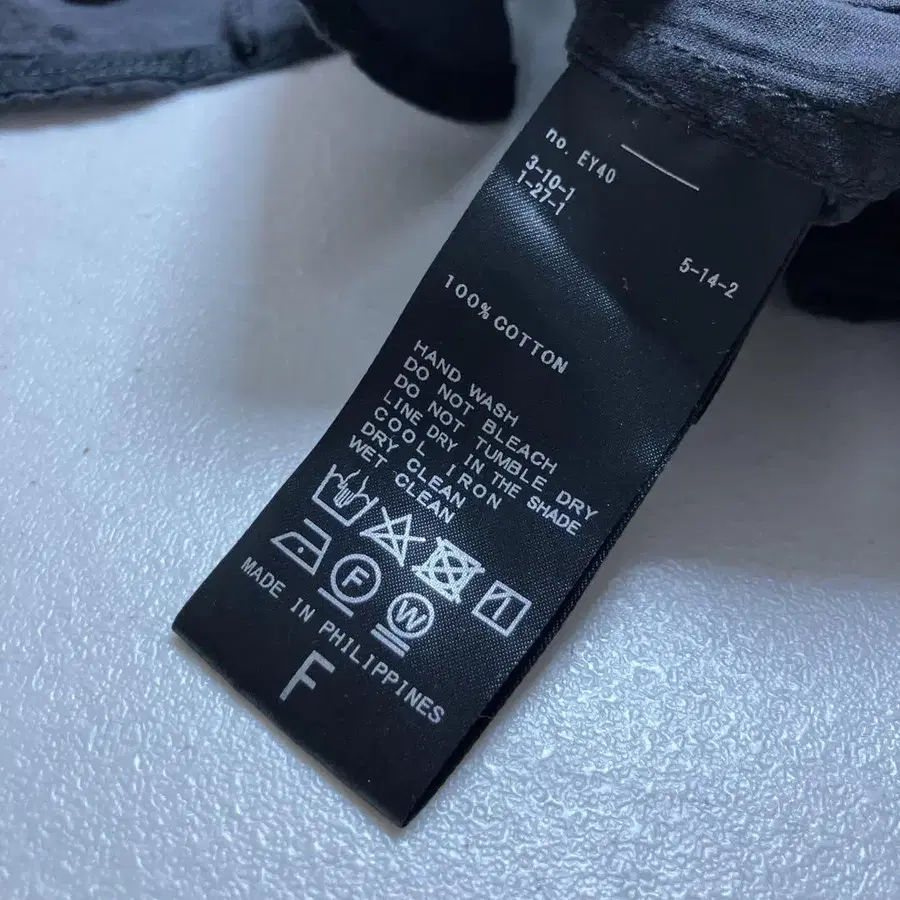 no. EY40
3-10-1
1-27-1
5-14-2
100% COTTON
HAND WASH
DO NOT BLEACH
DO NOT TUMBLE DRY
LINE DRY IN THE SHADE
COOL IRON
DRY CLEAN
WET CLEAN
F
W
MADE IN PHILIPPINES
F